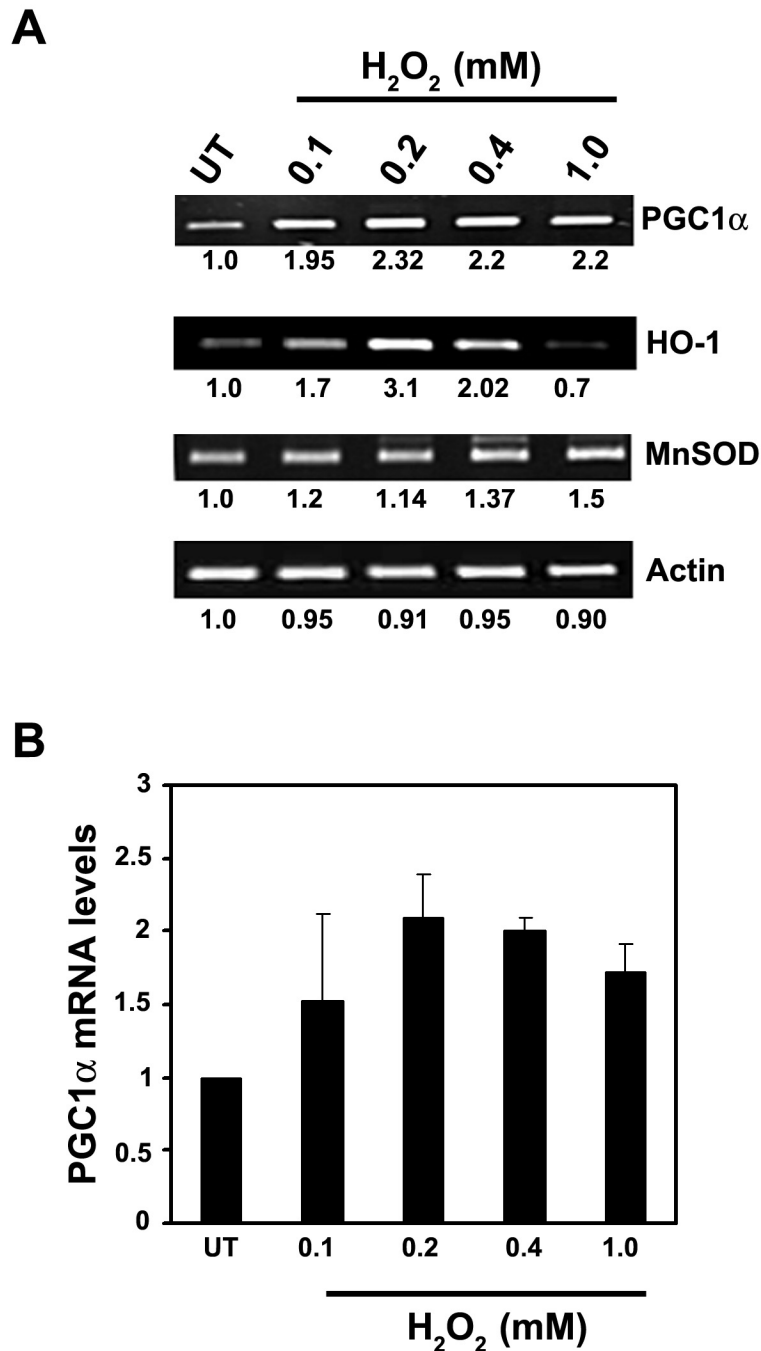 A
H₂O₂ (mM)
UT 0.1 0.2 0.4 1.0
PGC1α
1.0 1.95 2.32 2.2 2.2
HO-1
1.0 1.7 3.1 2.02 0.7
MnSOD
1.0 1.2 1.14 1.37 1.5
Actin
1.0 0.95 0.91 0.95 0.90
B
PGC1α mRNA levels
3
2.5
2
1.5
1
0.5
0
UT 0.1 0.2 0.4 1.0
H₂O₂ (mM)